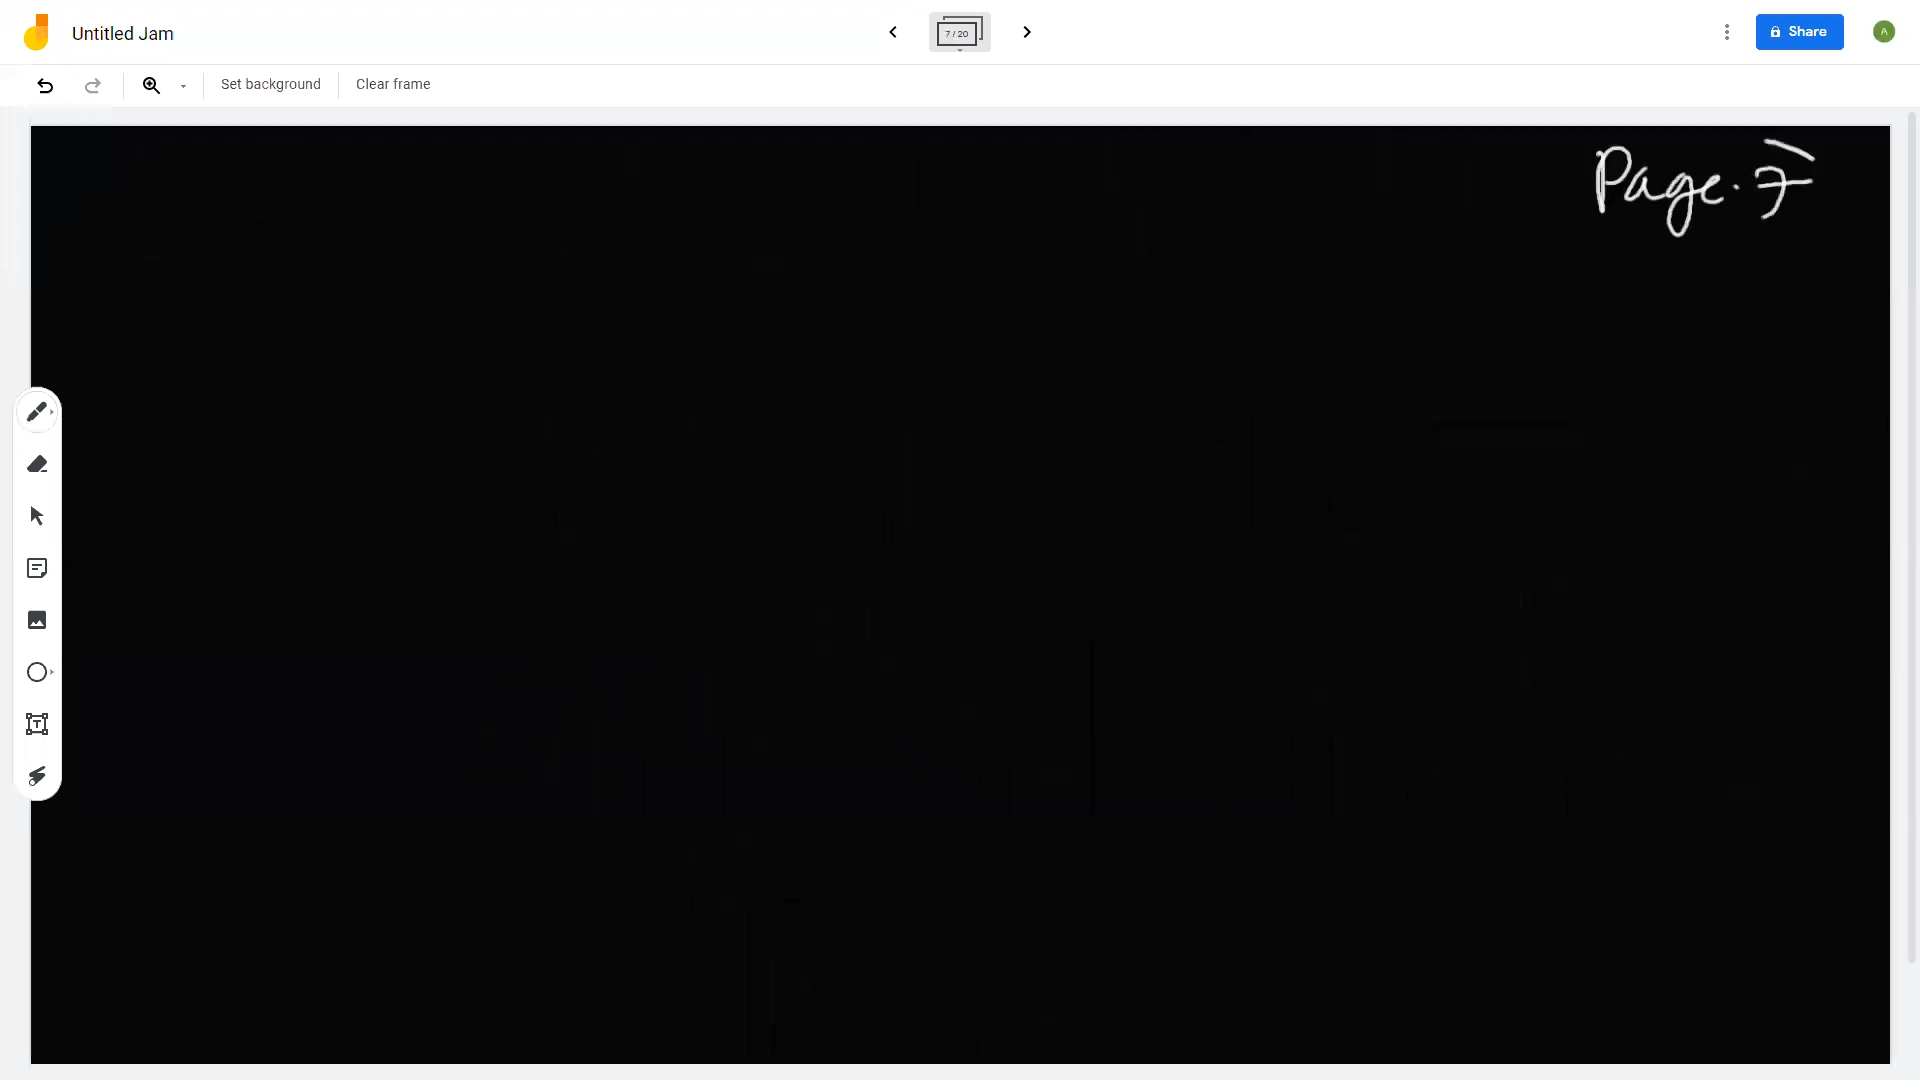 Untitled Jam
7 / 20
Share
A
Set background
Clear frame
Page. 7